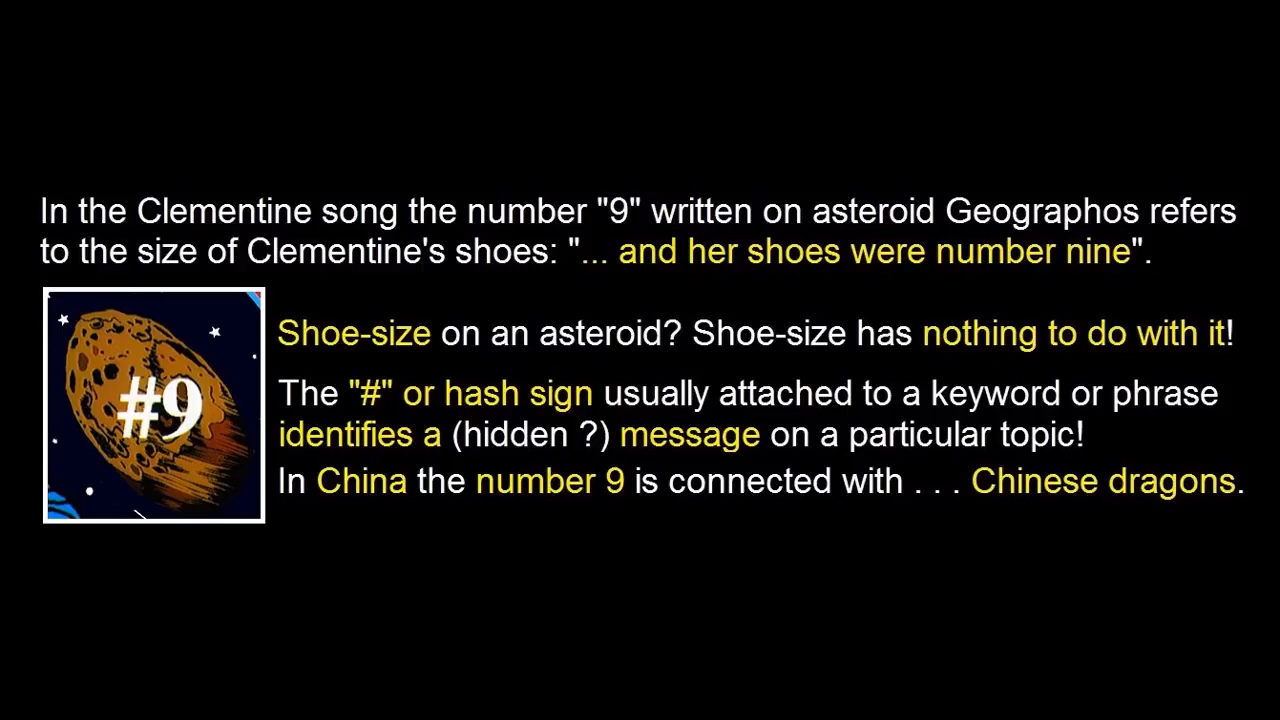 In the Clementine song the number "9" written on asteroid Geographos refers
to the size of Clementine's shoes: "... and her shoes were number nine".
#9
Shoe-size on an asteroid? Shoe-size has nothing to do with it!
The "#" or hash sign usually attached to a keyword or phrase
identifies a (hidden ?) message on a particular topic!
In China the number 9 is connected with . . . Chinese dragons.